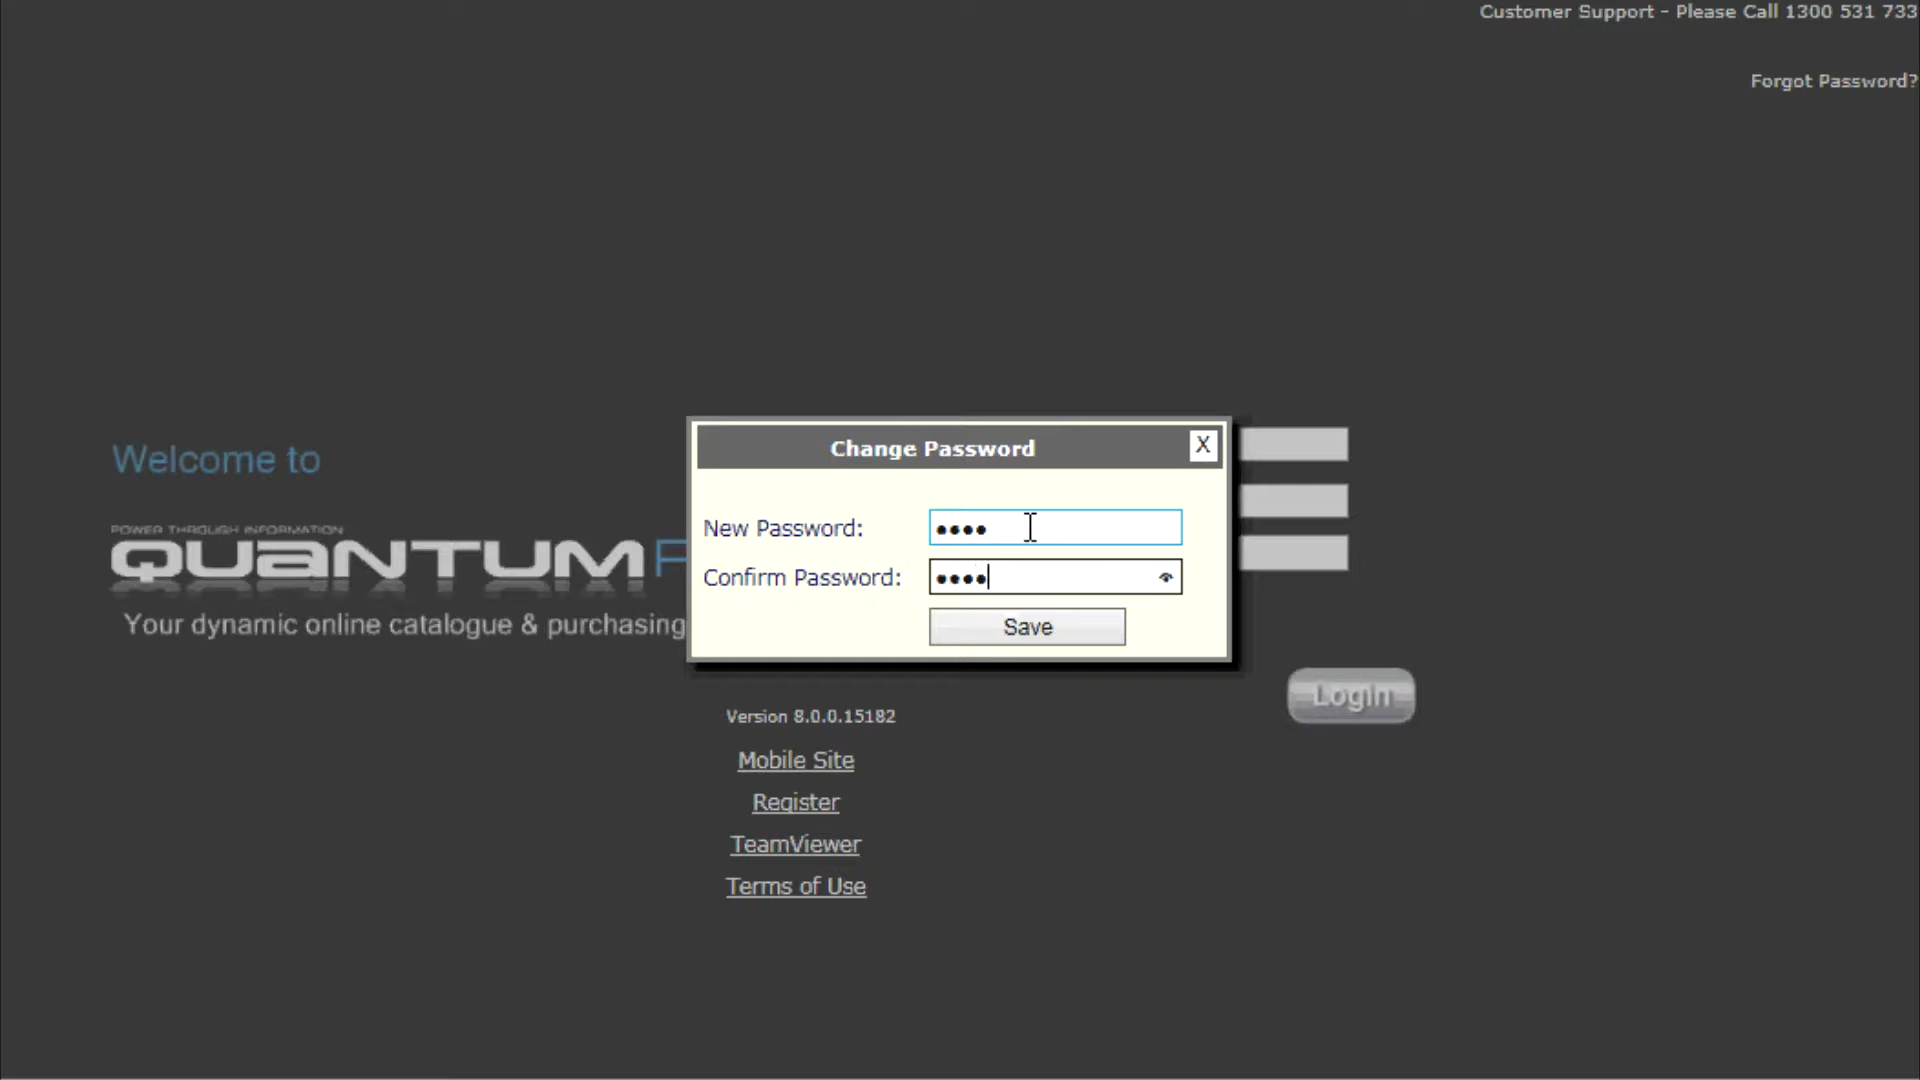 Customer Support - Please Call 1300 531 733
Forgot Password?
Welcome to
POWER THROUGH INFORMATION
QUANTUM
Your dynamic online catalogue & purchasing
Change Password
X
New Password: ●●●●
Confirm Password: ●●●●
Save
Login
Version 8.0.0.15182
Mobile Site
Register
TeamViewer
Terms of Use